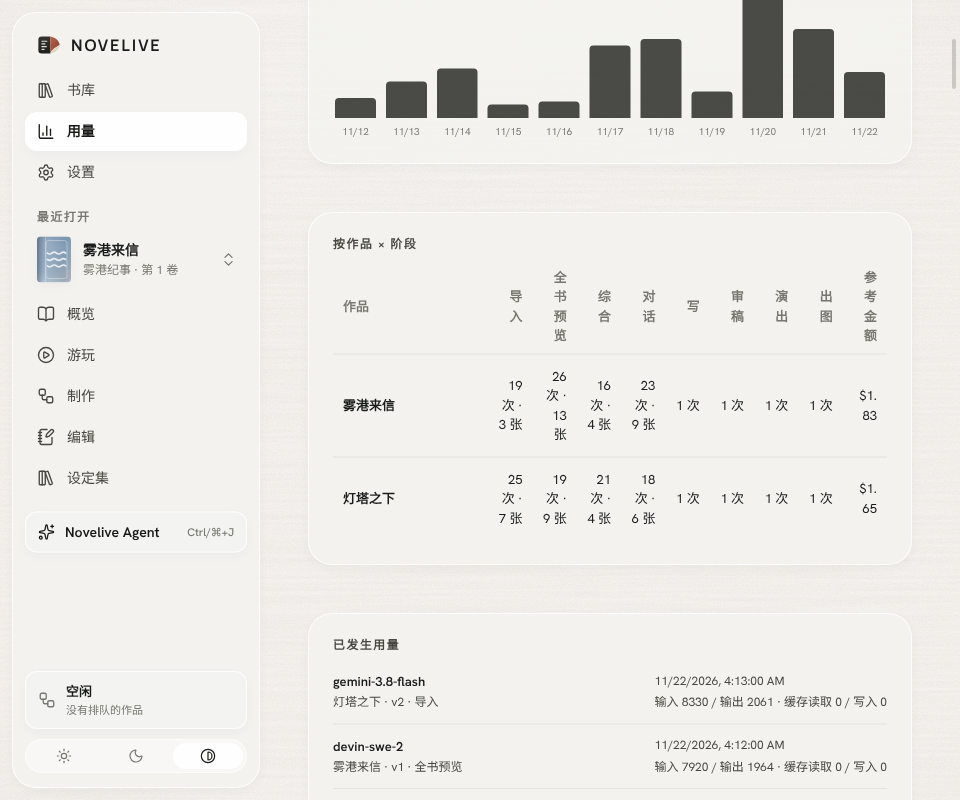 NOVELIVE
书库
用量
设置
最近打开
雾港来信
雾港纪事 · 第 1 卷
概览
游玩
制作
编辑
设定集
Novelive Agent Ctrl/⌘+J
空闲
没有排队的作品
11/12 11/13 11/14 11/15 11/16 11/17 11/18 11/19 11/20 11/21 11/22
按作品 × 阶段
作品 导入 全书预览 综合 对话 写 审稿 演出 出图 参考金额
雾港来信 19 次 · 3 张 26 次 · 13 张 16 次 · 4 张 23 次 · 9 张 1 次 1 次 1 次 1 次 $1.83
灯塔之下 25 次 · 7 张 19 次 · 9 张 21 次 · 4 张 18 次 · 6 张 1 次 1 次 1 次 1 次 $1.65
已发生用量
gemini-3.8-flash 11/22/2026, 4:13:00 AM
灯塔之下 · v2 · 导入 输入 8330 / 输出 2061 · 缓存读取 0 / 写入 0
devin-swe-2 11/22/2026, 4:12:00 AM
雾港来信 · v1 · 全书预览 输入 7920 / 输出 1964 · 缓存读取 0 / 写入 0